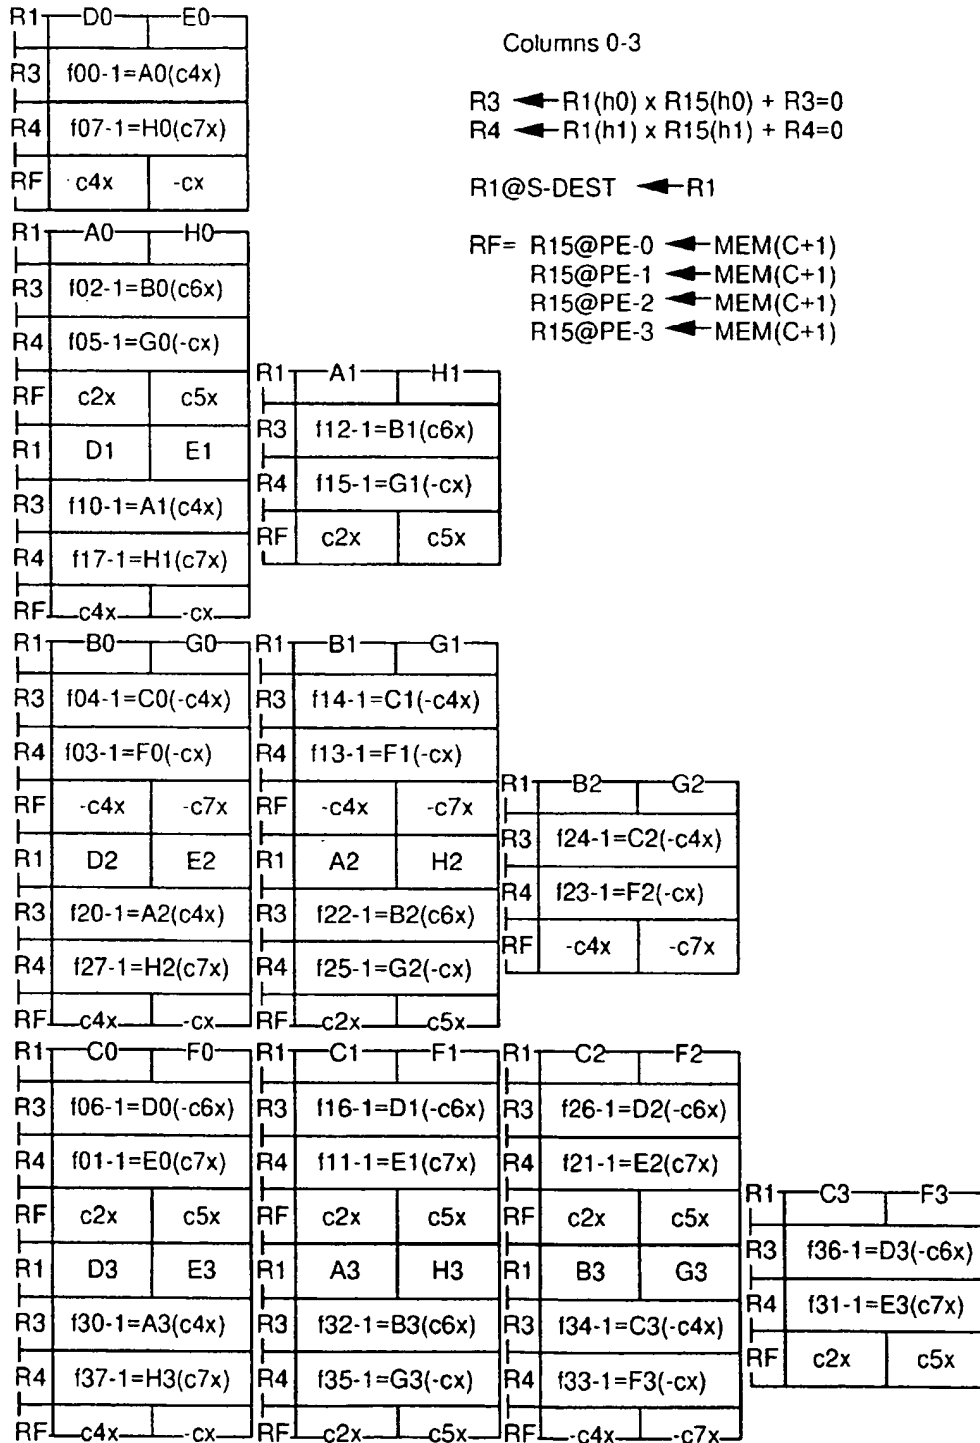 Columns 0-3
R3 ← R1(h0) x R15(h0) + R3=0
R4 ← R1(h1) x R15(h1) + R4=0
R1@S-DEST ← R1
RF= R15@PE-0 ← MEM(C+1)
R15@PE-1 ← MEM(C+1)
R15@PE-2 ← MEM(C+1)
R15@PE-3 ← MEM(C+1)
R1 D0 E0
R3 f00-1=A0(c4x)
R4 f07-1=H0(c7x)
RF c4x -cx
R1 A0 H0
R3 f02-1=B0(c6x)
R4 f05-1=G0(-cx)
RF c2x c5x
R1 D1 E1
R3 f10-1=A1(c4x)
R4 f17-1=H1(c7x)
RF c4x -cx
R1 A1 H1
R3 f12-1=B1(c6x)
R4 f15-1=G1(-cx)
RF c2x c5x
R1 B0 G0
R3 f04-1=C0(-c4x)
R4 f03-1=F0(-cx)
RF -c4x -c7x
R1 D2 E2
R3 f20-1=A2(c4x)
R4 f27-1=H2(c7x)
RF c4x -cx
R1 B1 G1
R3 f14-1=C1(-c4x)
R4 f13-1=F1(-cx)
RF -c4x -c7x
R1 A2 H2
R3 f22-1=B2(c6x)
R4 f25-1=G2(-cx)
RF c2x c5x
R1 B2 G2
R3 f24-1=C2(-c4x)
R4 f23-1=F2(-cx)
RF -c4x -c7x
R1 C0 F0
R3 f06-1=D0(-c6x)
R4 f01-1=E0(c7x)
RF c2x c5x
R1 D3 E3
R3 f30-1=A3(c4x)
R4 f37-1=H3(c7x)
RF c4x -cx
R1 C1 F1
R3 f16-1=D1(-c6x)
R4 f11-1=E1(c7x)
RF c2x c5x
R1 A3 H3
R3 f32-1=B3(c6x)
R4 f35-1=G3(-cx)
RF c2x c5x
R1 C2 F2
R3 f26-1=D2(-c6x)
R4 f21-1=E2(c7x)
RF c2x c5x
R1 B3 G3
R3 f34-1=C3(-c4x)
R4 f33-1=F3(-cx)
RF -c4x -c7x
R1 C3 F3
R3 f36-1=D3(-c6x)
R4 f31-1=E3(c7x)
RF c2x c5x